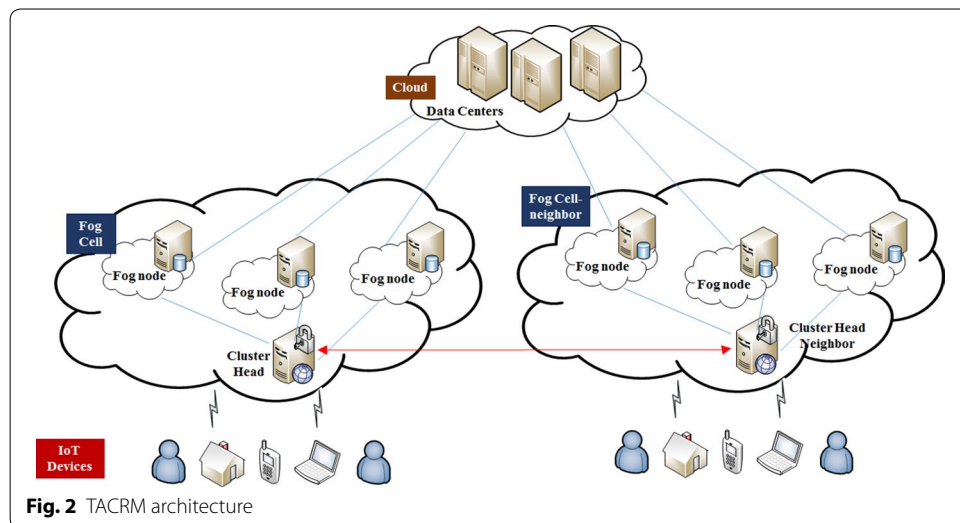 Cloud
Data Centers
Fog
Cell
Fog node
Fog node
Fog node
Cluster
Head
Fog Cell-
neighbor
Fog node
Fog node
Fog node
Cluster Head
Neighbor
IoT
Devices
Fig. 2 TACRM architecture